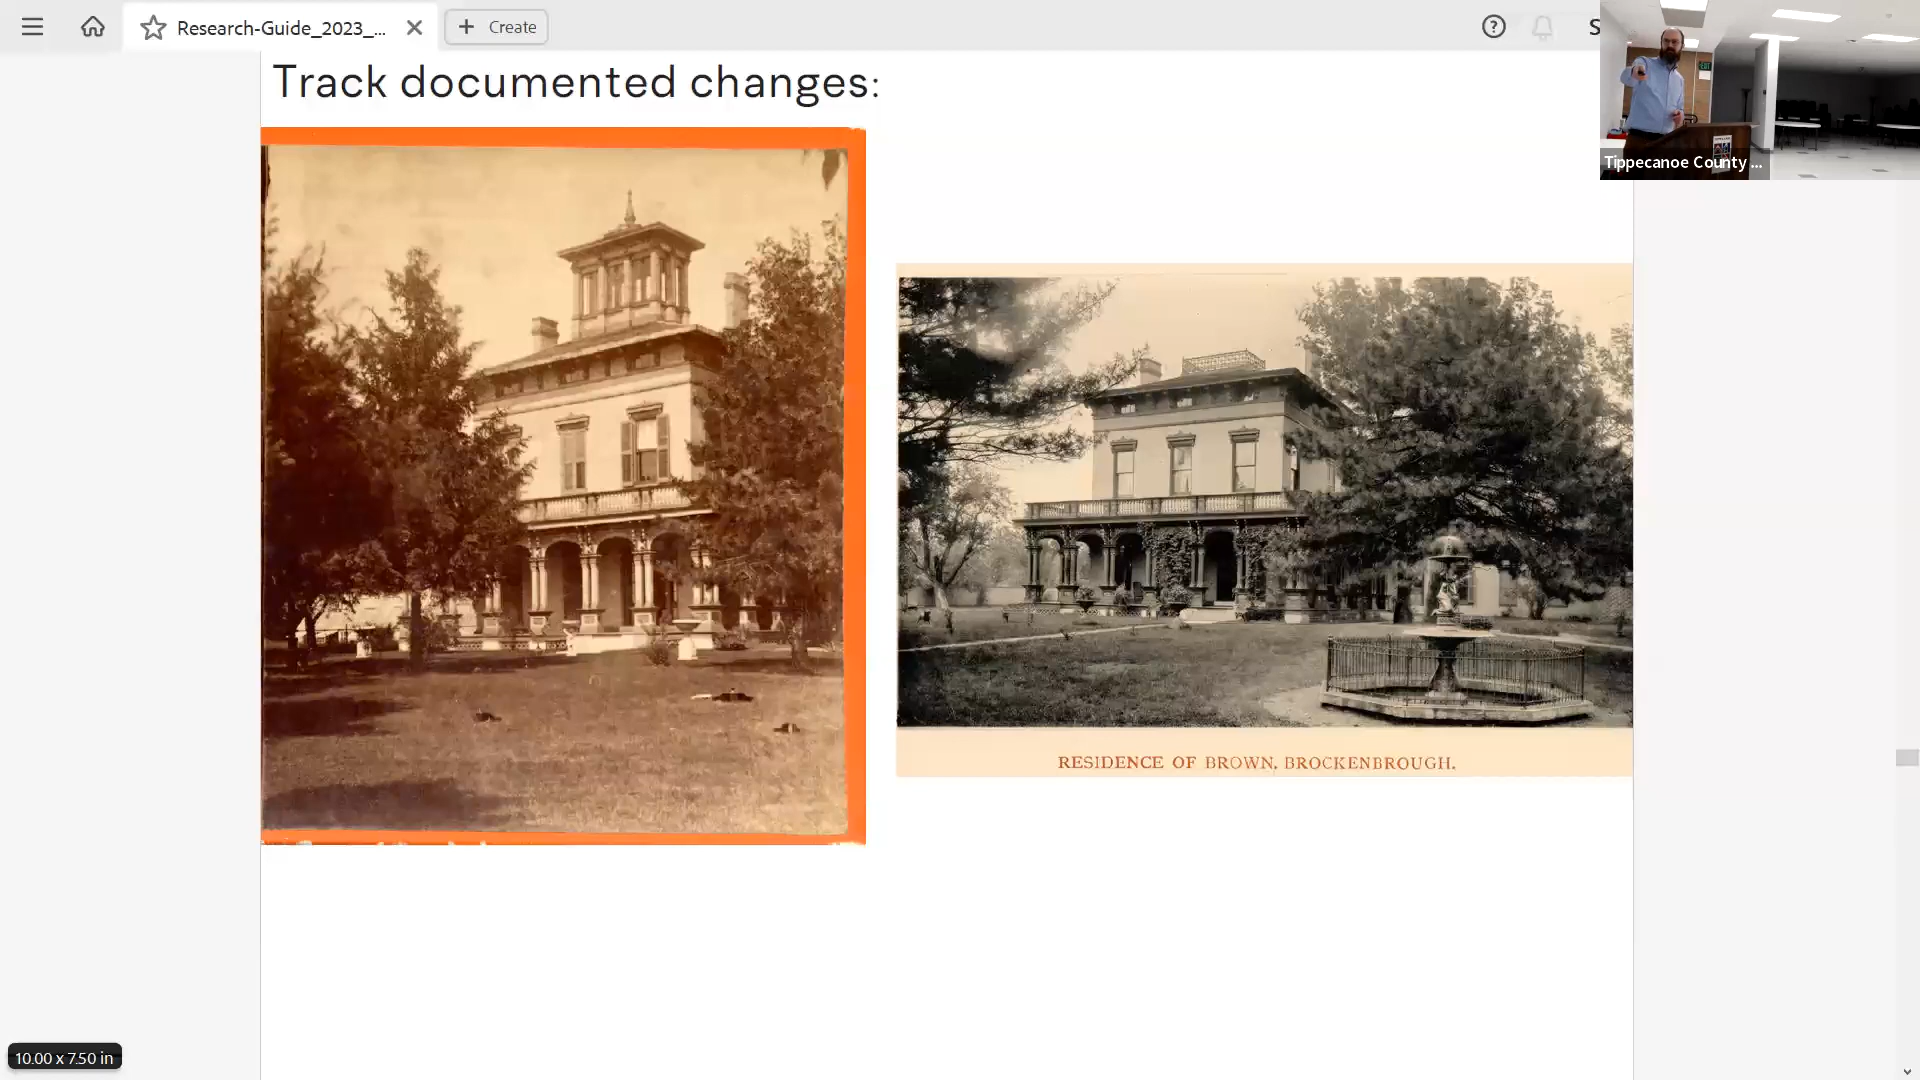 Research-Guide_2023_...
Create
S
Tippecanoe County ...
Track documented changes:
RESIDENCE OF BROWN, BROCKENBROUGH.
10.00 x 7.50 in